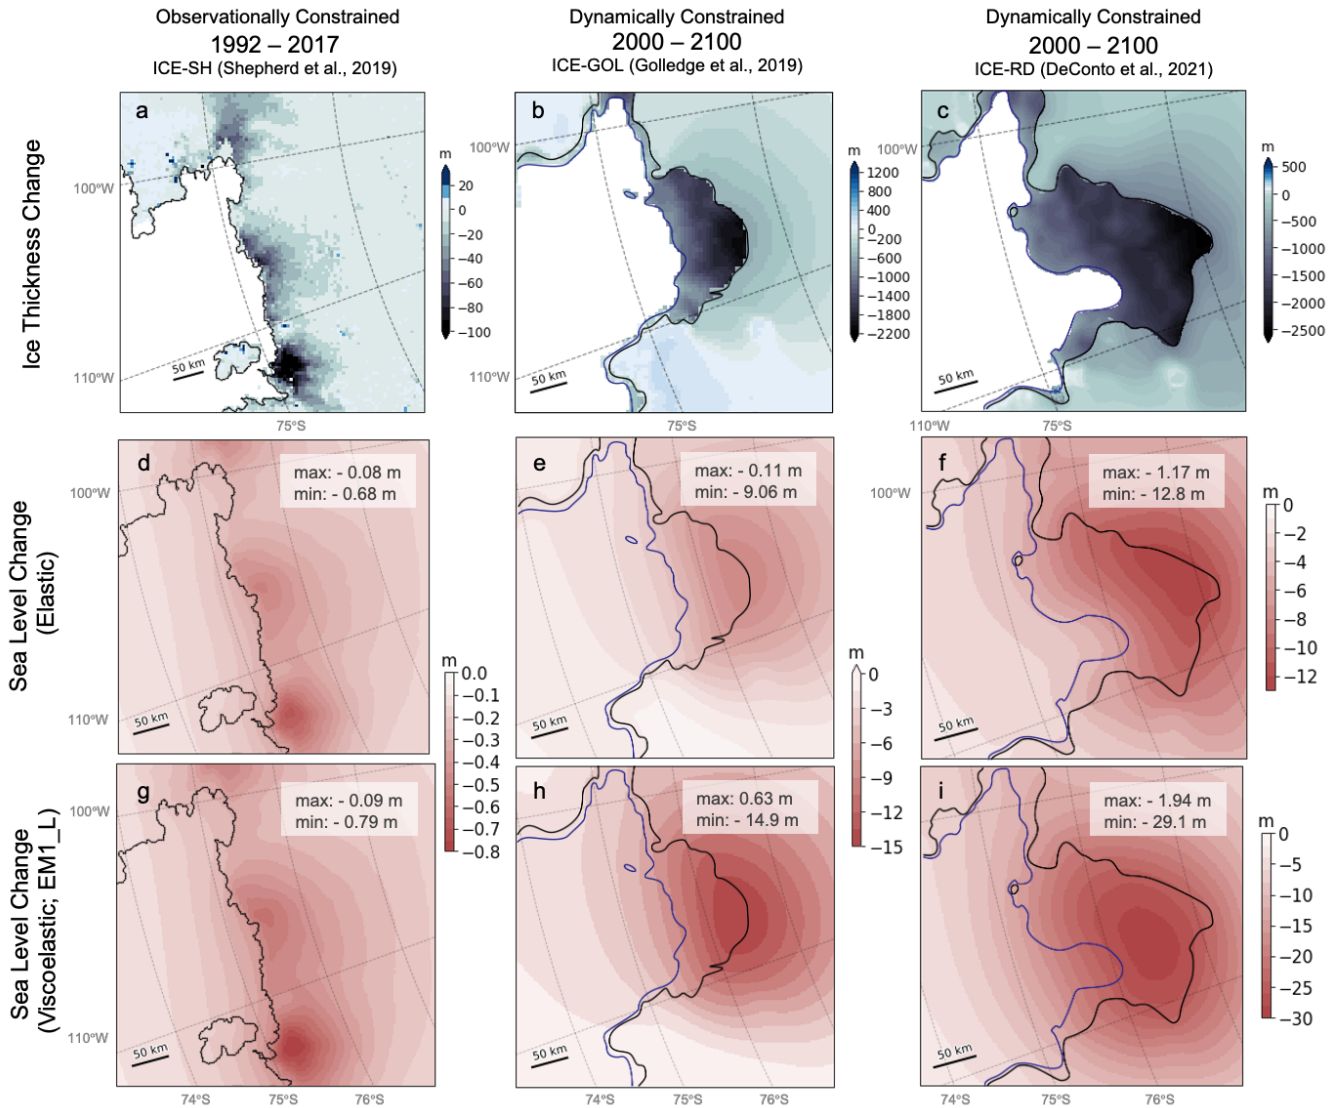 Observationally Constrained
1992 – 2017
ICE-SH (Shepherd et al., 2019)
Dynamically Constrained
2000 – 2100
ICE-GOL (Golledge et al., 2019)
Dynamically Constrained
2000 – 2100
ICE-RD (DeConto et al., 2021)
Ice Thickness Change
a
100°W
110°W
50 km
75°S
m
20
0
−20
−40
−60
−80
−100
b
100°W
110°W
50 km
75°S
m
1200
800
400
0
−200
−600
−1000
−1400
−1800
−2200
c
100°W
110°W
50 km
75°S
m
500
0
−500
−1000
−1500
−2000
−2500
Sea Level Change
(Elastic)
d
max: - 0.08 m
min: - 0.68 m
100°W
110°W
50 km
m
0.0
−0.1
−0.2
−0.3
−0.4
−0.5
−0.6
−0.7
−0.8
e
max: - 0.11 m
min: - 9.06 m
50 km
m
0
−3
−6
−9
−12
−15
f
max: - 1.17 m
min: - 12.8 m
100°W
50 km
m
0
−2
−4
−6
−8
−10
−12
Sea Level Change
(Viscoelastic; EM1_L)
g
max: - 0.09 m
min: - 0.79 m
100°W
110°W
50 km
74°S
75°S
76°S
h
max: 0.63 m
min: - 14.9 m
50 km
74°S
75°S
76°S
i
max: - 1.94 m
min: - 29.1 m
50 km
74°S
75°S
76°S
m
0
−5
−10
−15
−20
−25
−30